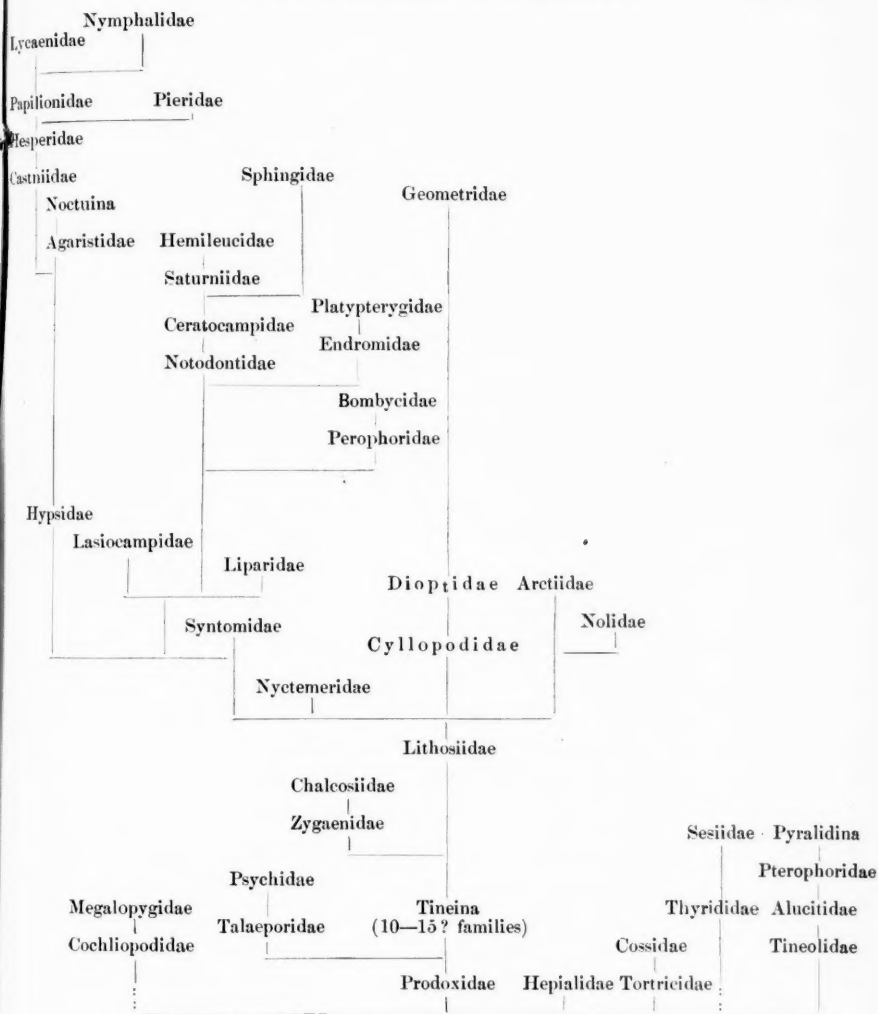 Nymphalidae
Lycaenidae
Papilionidae Pieridae
Hesperidae
Castniidae Sphingidae
Geometridae
Noctuina
Agaristidae Hemileucidae
Saturniidae
Platypterygidae
Ceratocampidae
Endromidae
Notodontidae
Bombycidae
Perophoridae
Hypsidae
Lasiocampidae
Liparidae
Dioptidae Arctiidae
Syntomidae Nolidae
Cyllopodidae
Nyctemeridae
Lithosiidae
Chalcosiidae
Zygaenidae Sesiidae Pyralidina
Pterophoridae
Psychidae
Megalopygidae Tineina Thyrididae Alucitidae
Talaeporidae (10—15? families)
Cochliopodidae Cossidae Tineolidae
Prodoxidae Hepialidae Tortricidae